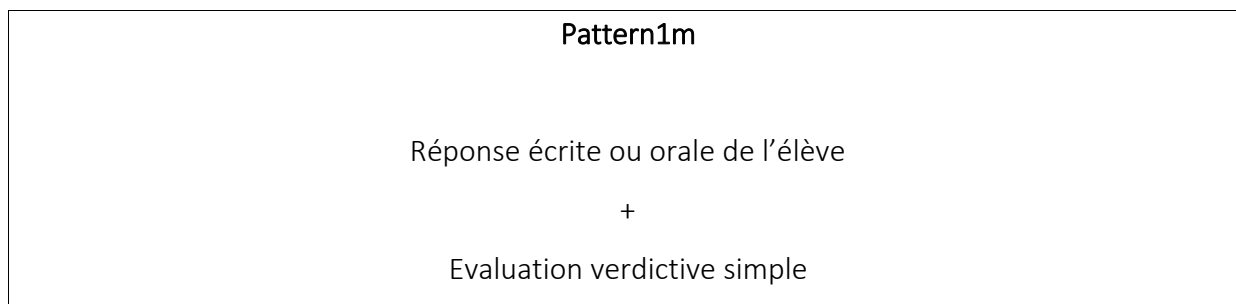 Pattern1m
Réponse écrite ou orale de l’élève
+
Evaluation verdictive simple